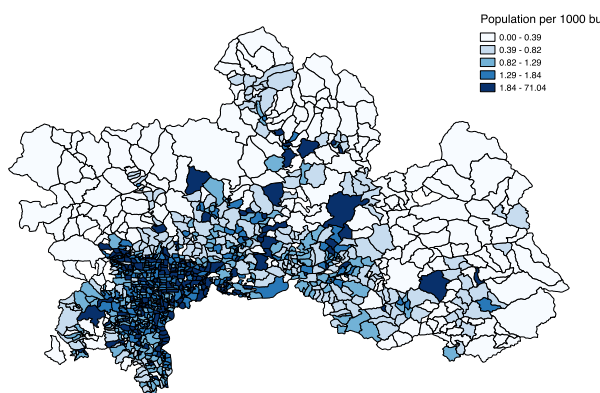 Population per 1000 bu
0.00 - 0.39
0.39 - 0.82
0.82 - 1.29
1.29 - 1.84
1.84 - 71.04